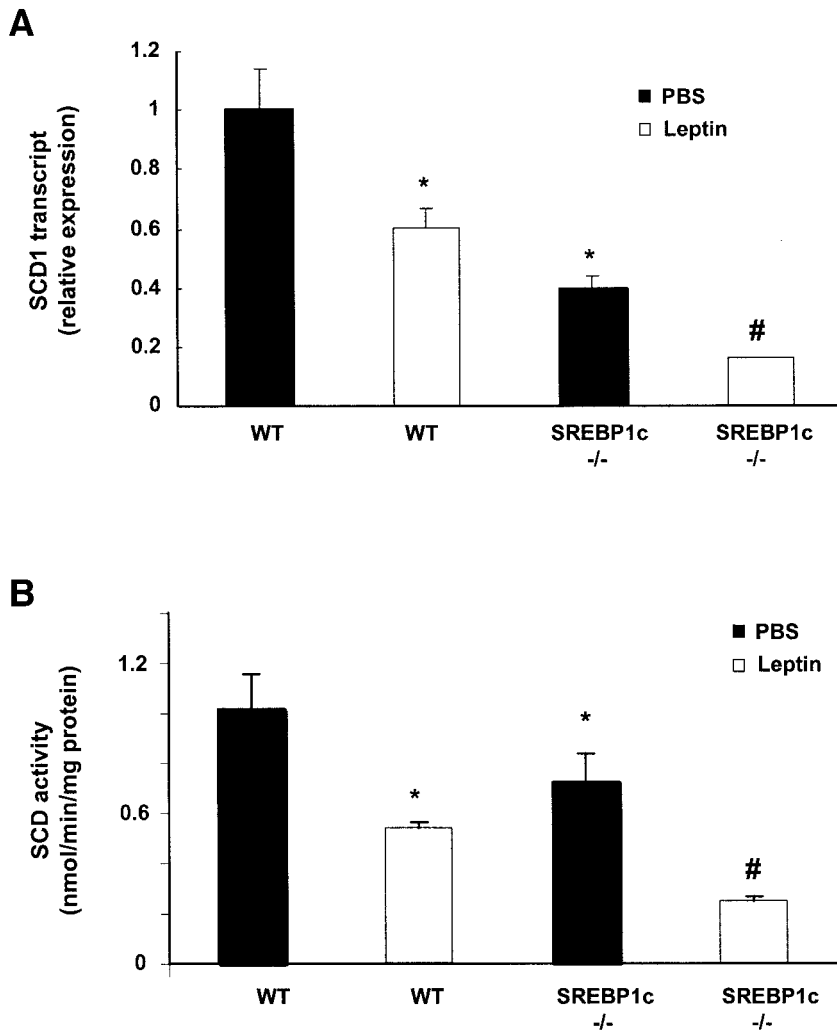 A
SCD1 transcript
(relative expression)
1.2
1
0.8
0.6
0.4
0.2
0
PBS
Leptin
*
*
#
WT
WT
SREBP1c
-/-
SREBP1c
-/-
B
SCD activity
(nmol/min/mg protein)
1.2
0.6
0
PBS
Leptin
*
*
#
WT
WT
SREBP1c
-/-
SREBP1c
-/-